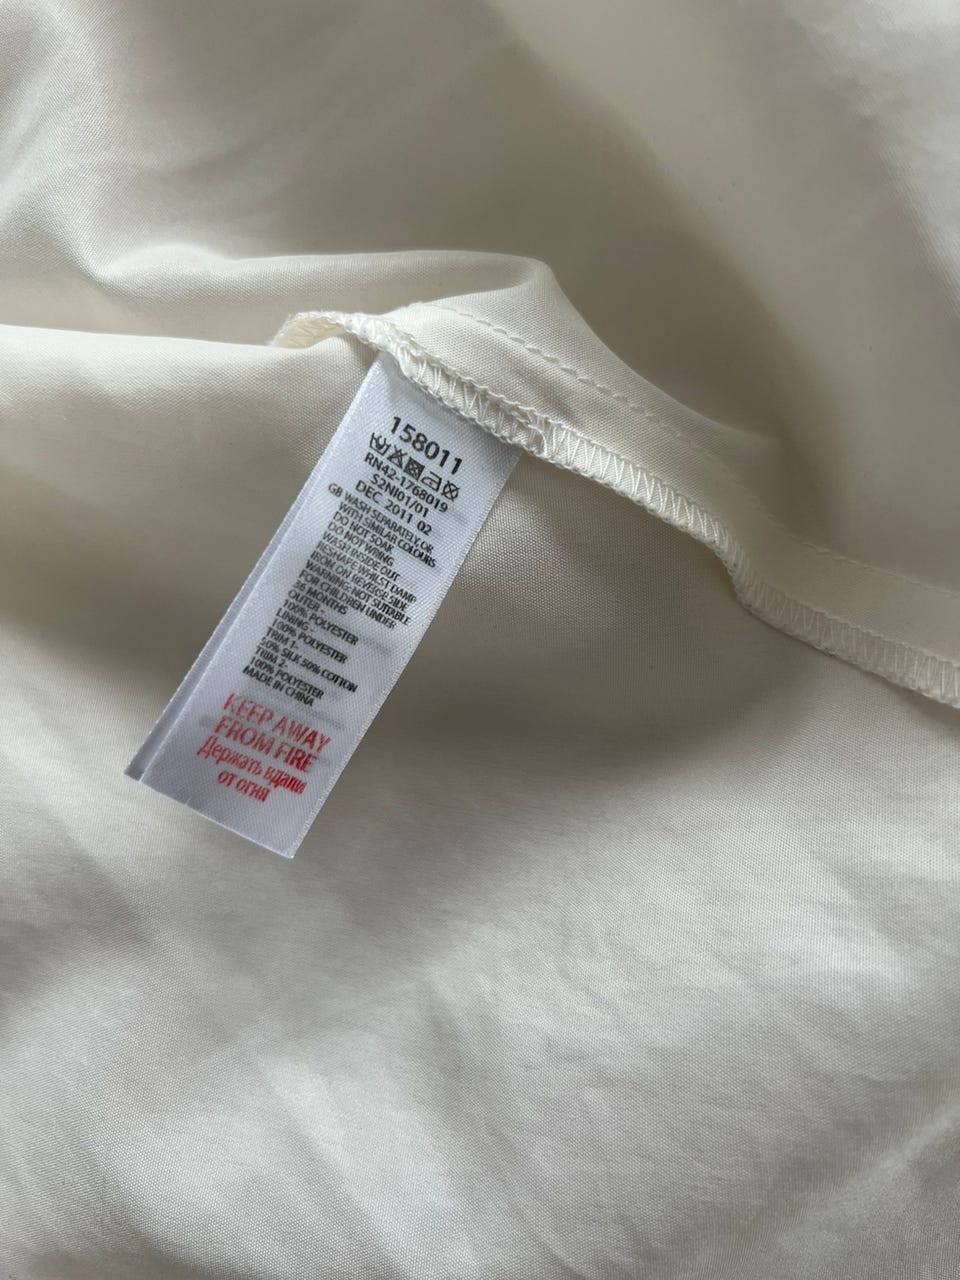 158011
RN42-1768019
S2NI01/01
DEC 2011 02
GB WASH SEPARATELY OR
WITH SIMILAR COLOURS
DO NOT SOAK
DO NOT WRING
WASH INSIDE OUT
RESHAPE WHILST DAMP
IRON ON REVERSE SIDE
WARNING: NOT SUITABLE
FOR CHILDREN UNDER
MONTHS
OUTER -
100% POLYESTER
LINING -
100% POLYESTER
TRIM 1-
50% SILK 50% COTTON
TRIM 2-
100% POLYESTER
MADE IN CHINA
KEEP AWAY
FROM FIRE
Держать вдали
от огня